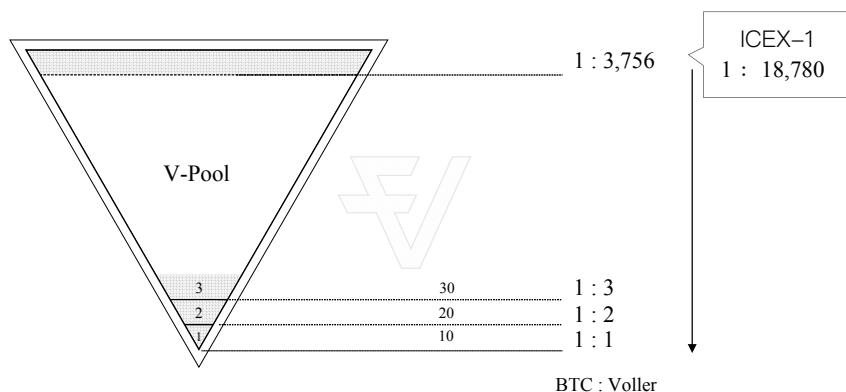 ICEX-1
1 : 3,756
1 : 18,780
V-Pool
3 30 1 : 3
2 20 1 : 2
1 10 1 : 1
BTC : Voller